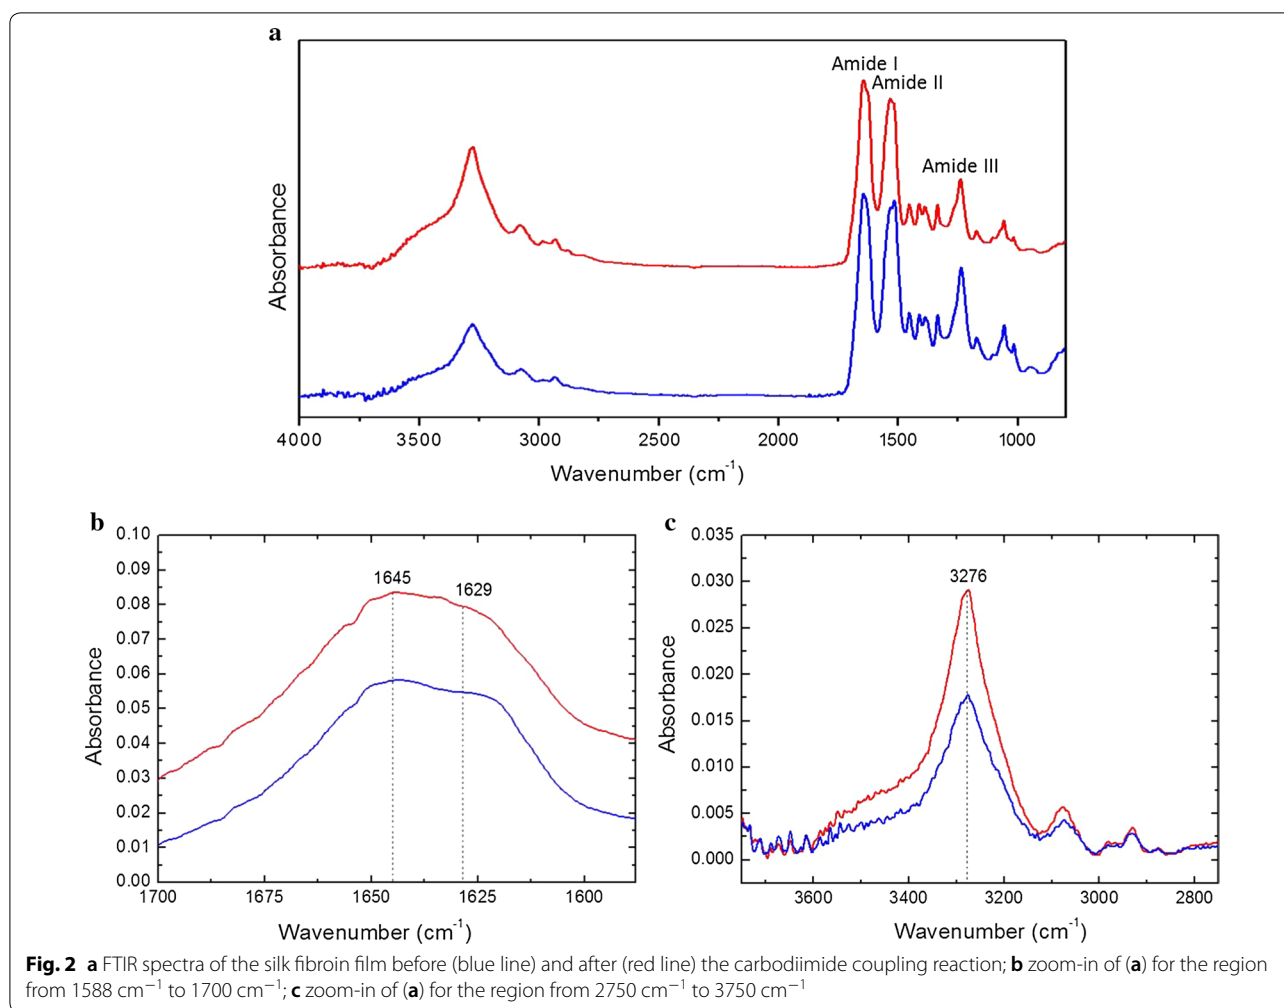 a
Amide I
Amide II
Amide III
Absorbance
4000 3500 3000 2500 2000 1500 1000
Wavenumber (cm⁻¹)
b
0.10
0.09
0.08
0.07
0.06
0.05
0.04
0.03
0.02
0.01
0.00
1645
1629
Absorbance
1700 1675 1645 1625 1600
Wavenumber (cm⁻¹)
c
0.035
0.030
0.025
0.020
0.015
0.010
0.005
0.000
3276
Absorbance
3600 3400 3200 3000 2800
Wavenumber (cm⁻¹)
Fig. 2 a FTIR spectra of the silk fibroin film before (blue line) and after (red line) the carbodiimide coupling reaction; b zoom-in of (a) for the region
from 1588 cm⁻¹ to 1700 cm⁻¹; c zoom-in of (a) for the region from 2750 cm⁻¹ to 3750 cm⁻¹